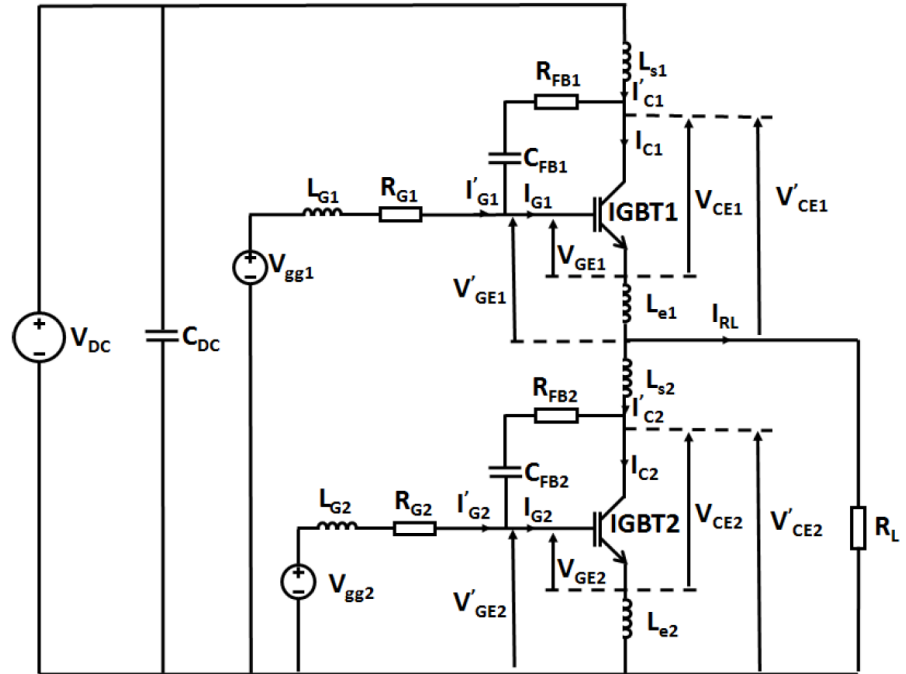 L_s1
R_FB1
I'_C1
C_FB1
I_C1
L_G1
R_G1
I'_G1
I_G1
IGBT1
V_CE1
V'_CE1
V_gg1
V_GE1
V'_GE1
L_e1
I_RL
+
−
V_DC
C_DC
L_s2
R_FB2
I'_C2
C_FB2
I_C2
L_G2
R_G2
I'_G2
I_G2
IGBT2
V_CE2
V'_CE2
R_L
V_gg2
V_GE2
V'_GE2
L_e2